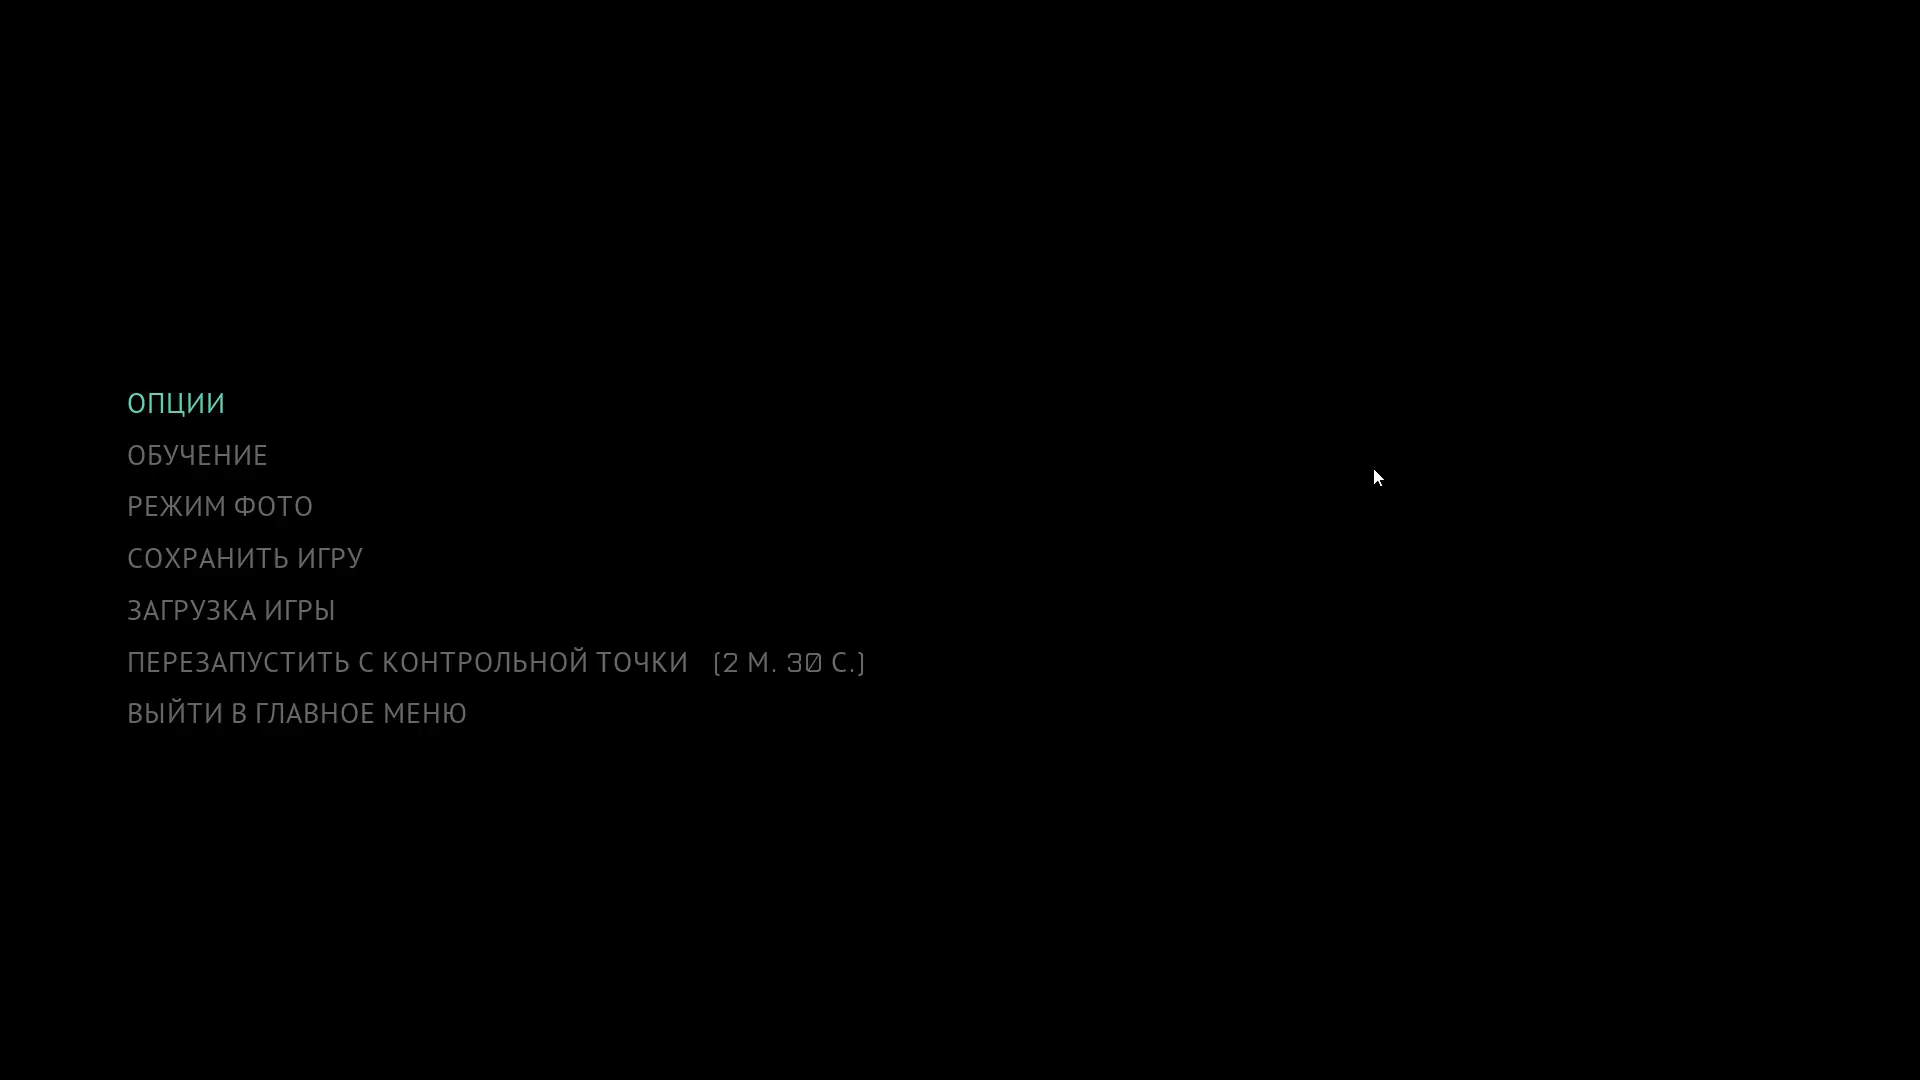 ОПЦИИ
ОБУЧЕНИЕ
РЕЖИМ ФОТО
СОХРАНИТЬ ИГРУ
ЗАГРУЗКА ИГРЫ
ПЕРЕЗАПУСТИТЬ С КОНТРОЛЬНОЙ ТОЧКИ (2 М. 30 С.)
ВЫЙТИ В ГЛАВНОЕ МЕНЮ